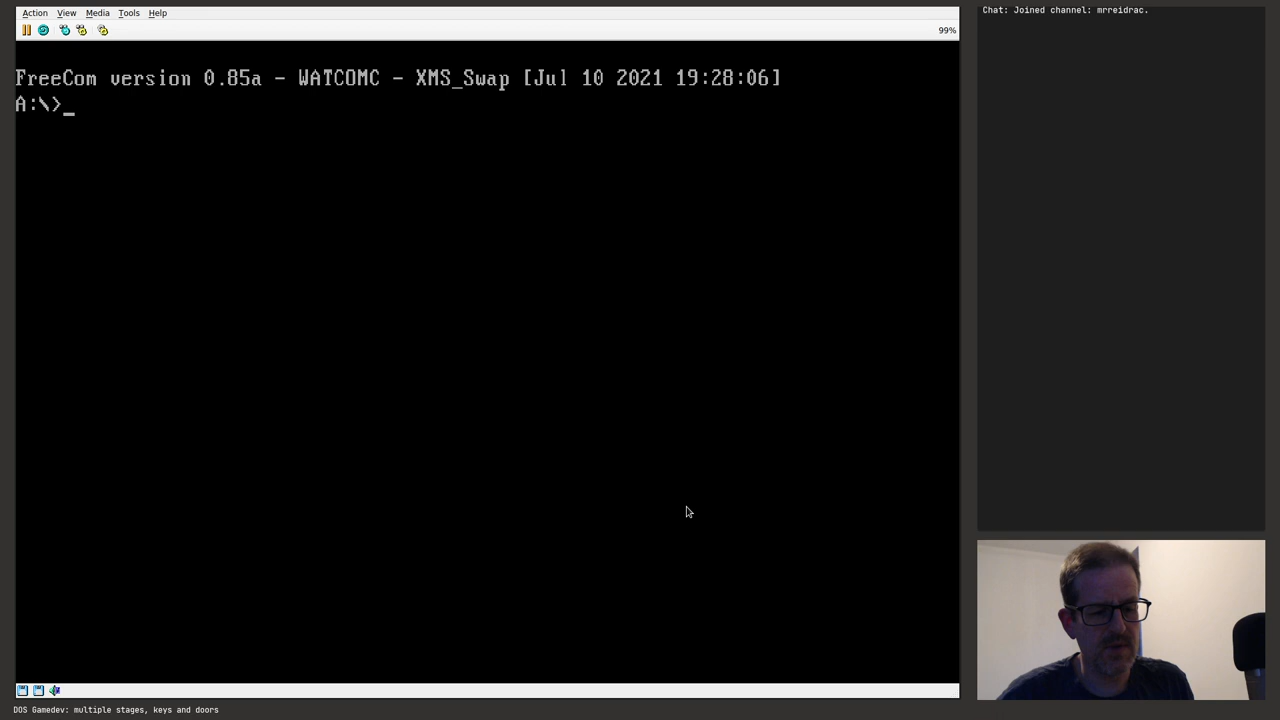 Action View Media Tools Help
99%
FreeCom version 0.85a - WATCOMC - XMS_Swap [Jul 10 2021 19:28:06]
A:\>_
Chat: Joined channel: mrreidrac.
DOS Gamedev: multiple stages, keys and doors